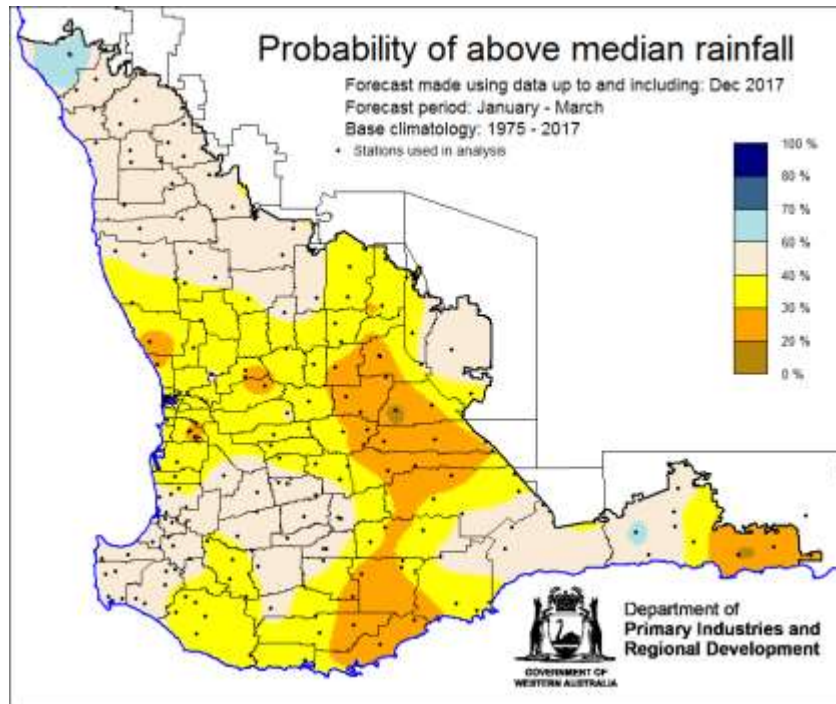 Probability of above median rainfall
Forecast made using data up to and including: Dec 2017
Forecast period: January - March
Base climatology: 1975 - 2017
• Stations used in analysis
100 %
80 %
70 %
60 %
40 %
30 %
20 %
0 %
Department of
Primary Industries and
Regional Development
GOVERNMENT OF
WESTERN AUSTRALIA